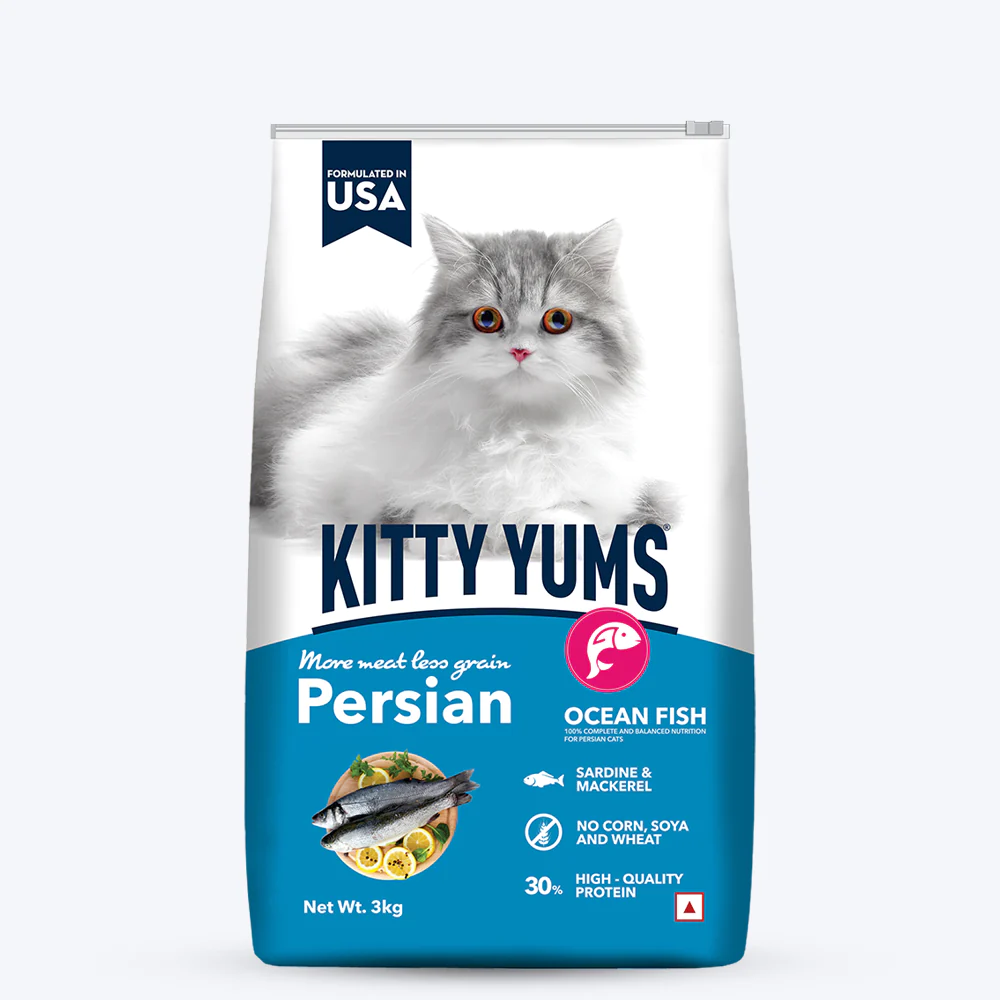 FORMULATED IN
USA
KITTY YUMS®
More meat less grain
Persian
OCEAN FISH
100% COMPLETE AND BALANCED NUTRITION
FOR PERSIAN CATS
SARDINE &
MACKEREL
NO CORN, SOYA
AND WHEAT
30%
HIGH - QUALITY
PROTEIN
Net Wt. 3kg